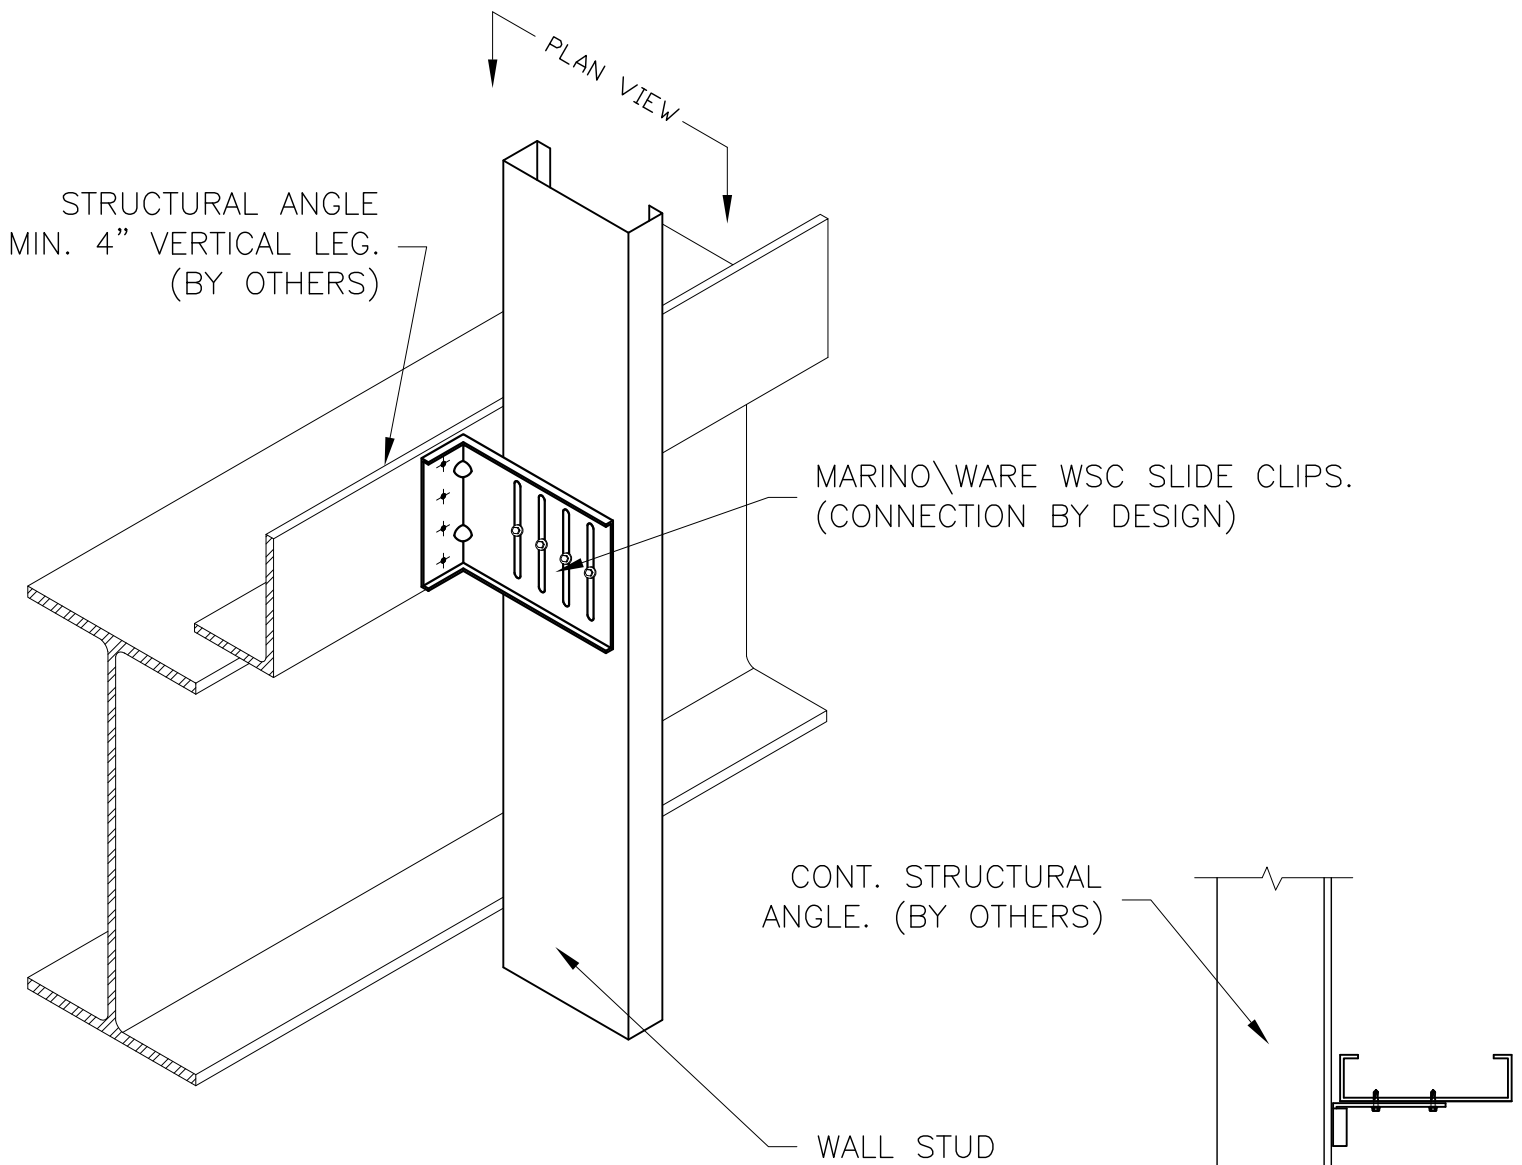 PLAN VIEW
STRUCTURAL ANGLE
MIN. 4” VERTICAL LEG.
(BY OTHERS)
MARINO\WARE WSC SLIDE CLIPS.
(CONNECTION BY DESIGN)
CONT. STRUCTURAL
ANGLE. (BY OTHERS)
WALL STUD